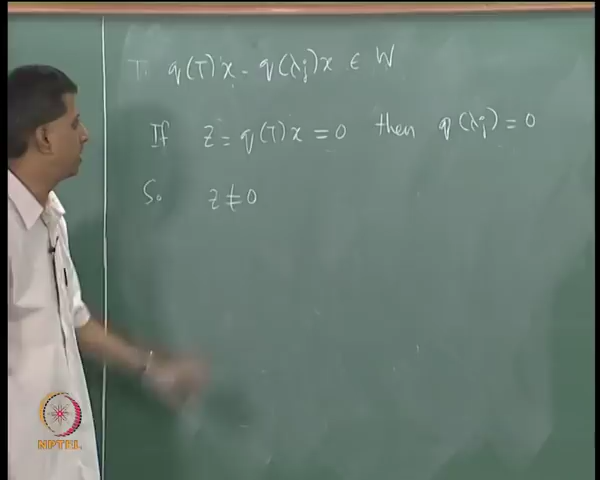 q(T)x - q(λj)x ∈ W
If z = q(T)x = 0 then q(λj) = 0
So z ≠ 0
NPTEL